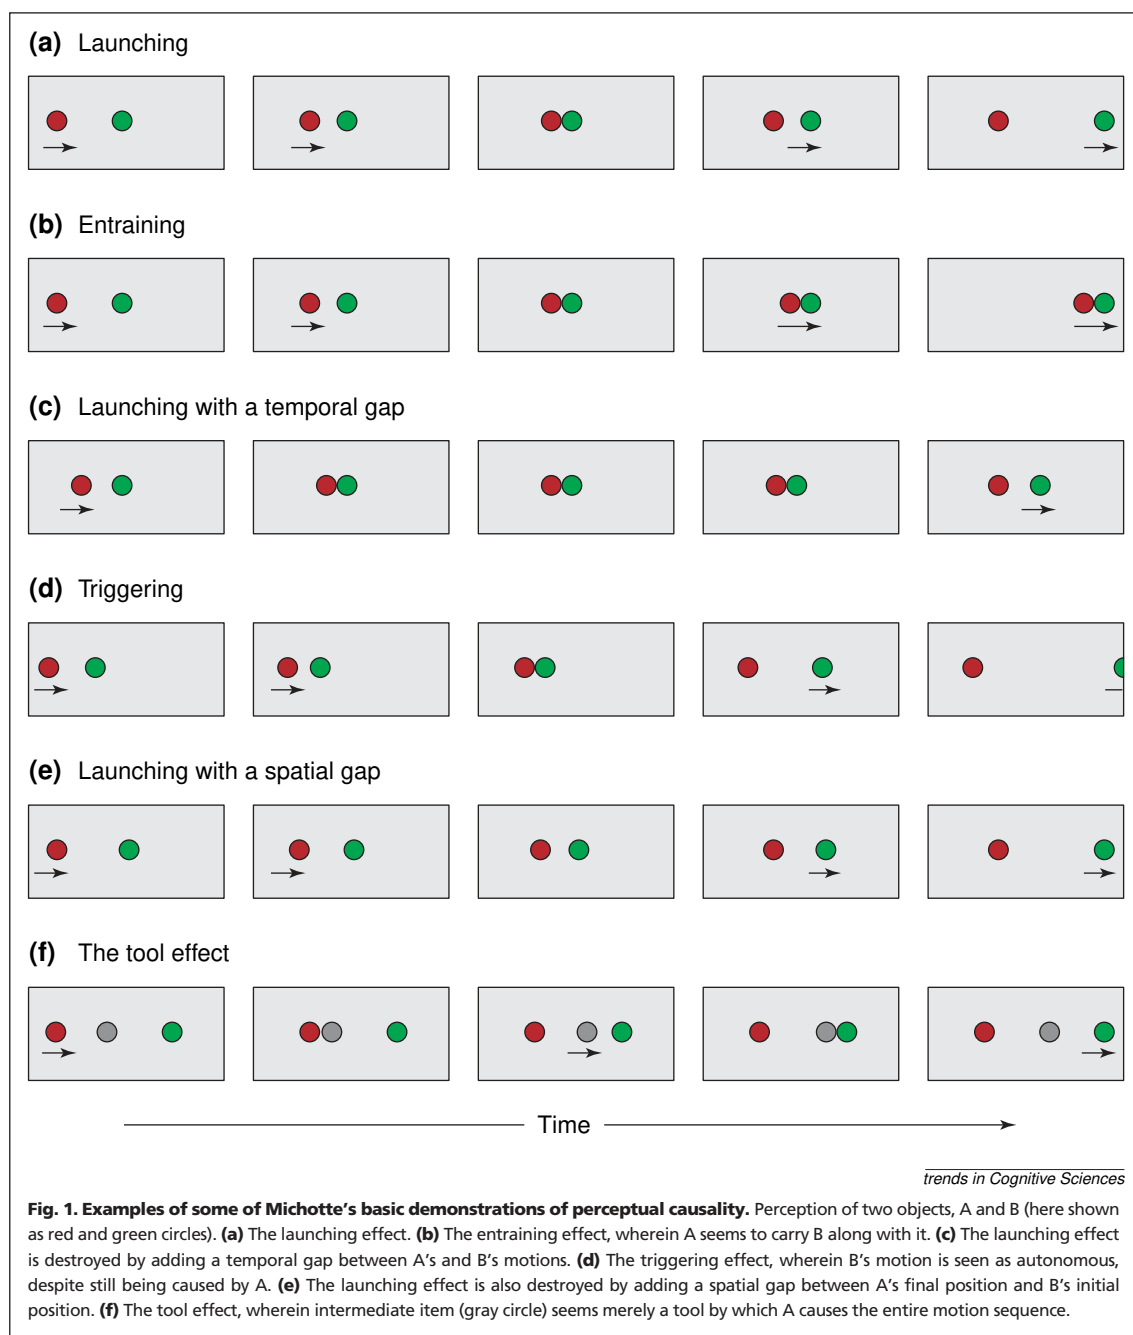 (a) Launching
(b) Entraining
(c) Launching with a temporal gap
(d) Triggering
(e) Launching with a spatial gap
(f) The tool effect
Time
trends in Cognitive Sciences
Fig. 1. Examples of some of Michotte's basic demonstrations of perceptual causality. Perception of two objects, A and B (here shown
as red and green circles). (a) The launching effect. (b) The entraining effect, wherein A seems to carry B along with it. (c) The launching effect
is destroyed by adding a temporal gap between A's and B's motions. (d) The triggering effect, wherein B's motion is seen as autonomous,
despite still being caused by A. (e) The launching effect is also destroyed by adding a spatial gap between A's final position and B's initial
position. (f) The tool effect, wherein intermediate item (gray circle) seems merely a tool by which A causes the entire motion sequence.